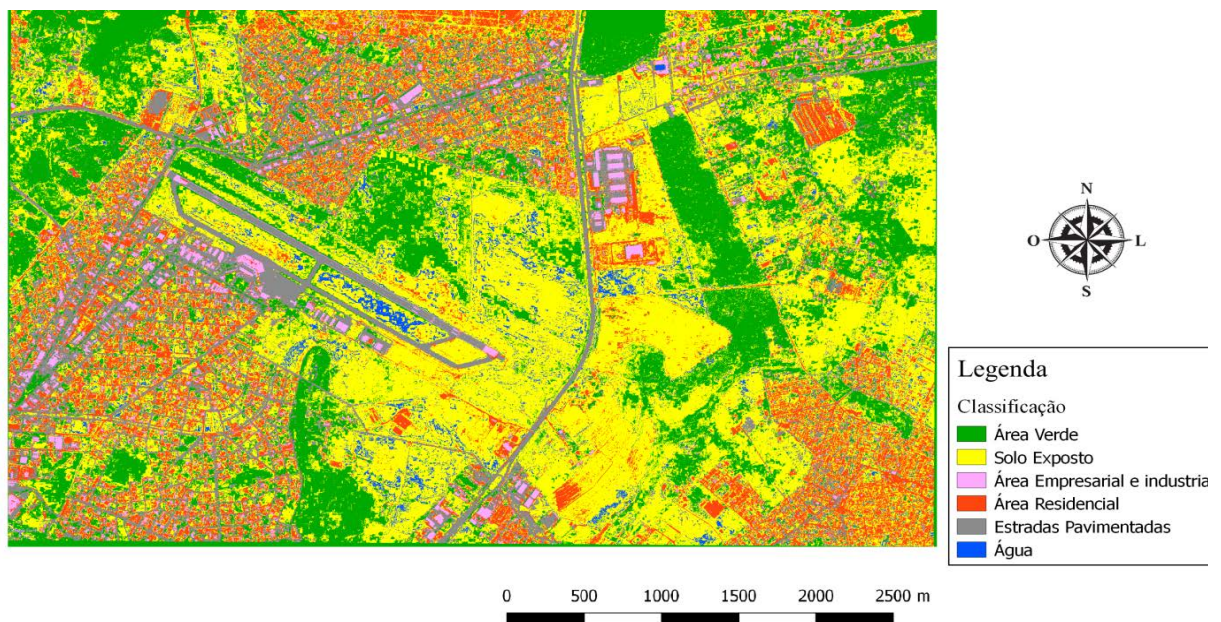 N
O L
S
Legenda
Classificação
Área Verde
Solo Exposto
Área Empresarial e industria
Área Residencial
Estradas Pavimentadas
Água
0 500 1000 1500 2000 2500 m